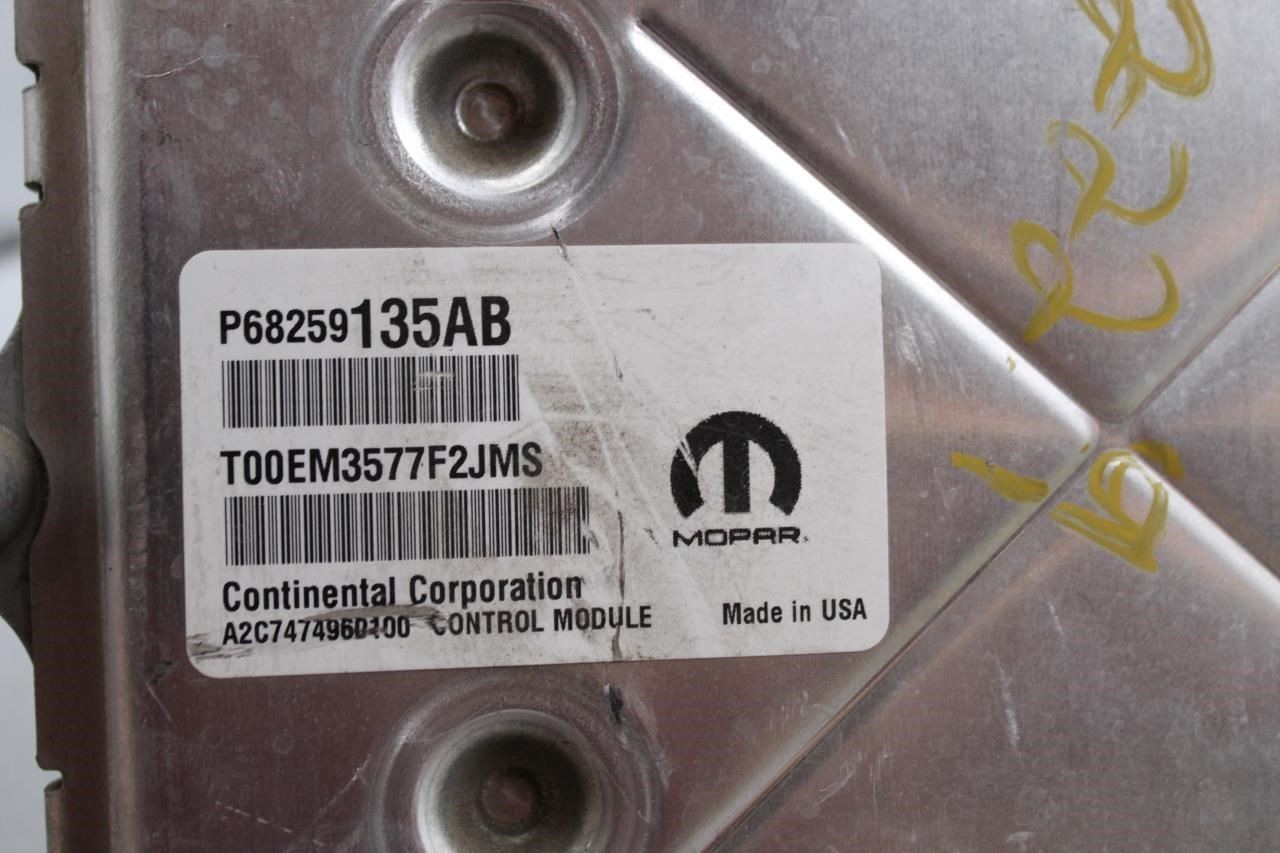 P68259135AB
T00EM3577F2JMS
MOPAR
Continental Corporation
A2C7474960100 CONTROL MODULE
Made in USA